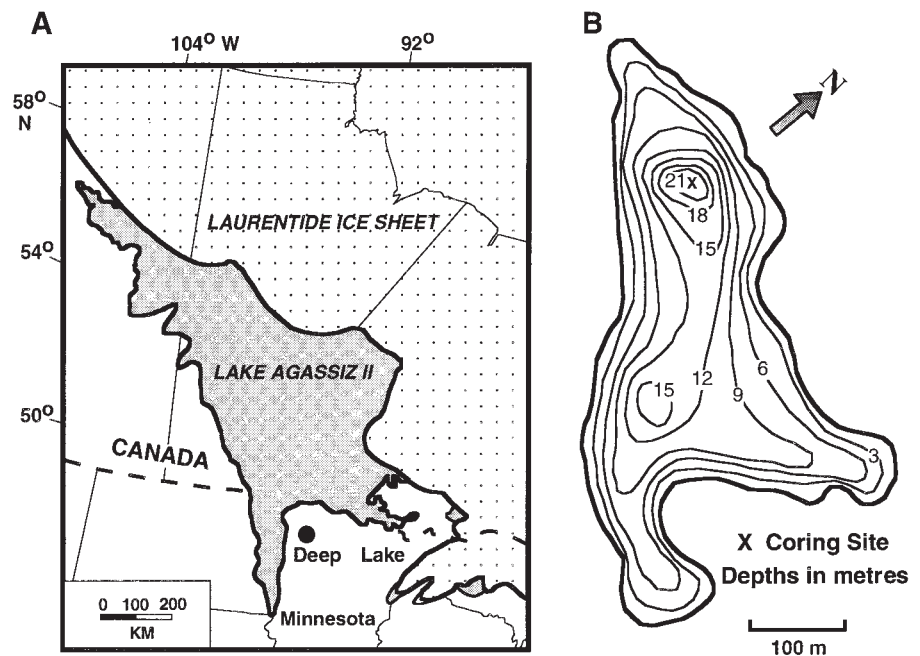 A
104° W
92°
58°
N
LAURENTIDE ICE SHEET
54°
LAKE AGASSIZ II
50°
CANADA
Deep Lake
Minnesota
0 100 200
KM
B
N
21x
18
15
15
12
9
6
3
X Coring Site
Depths in metres
100 m